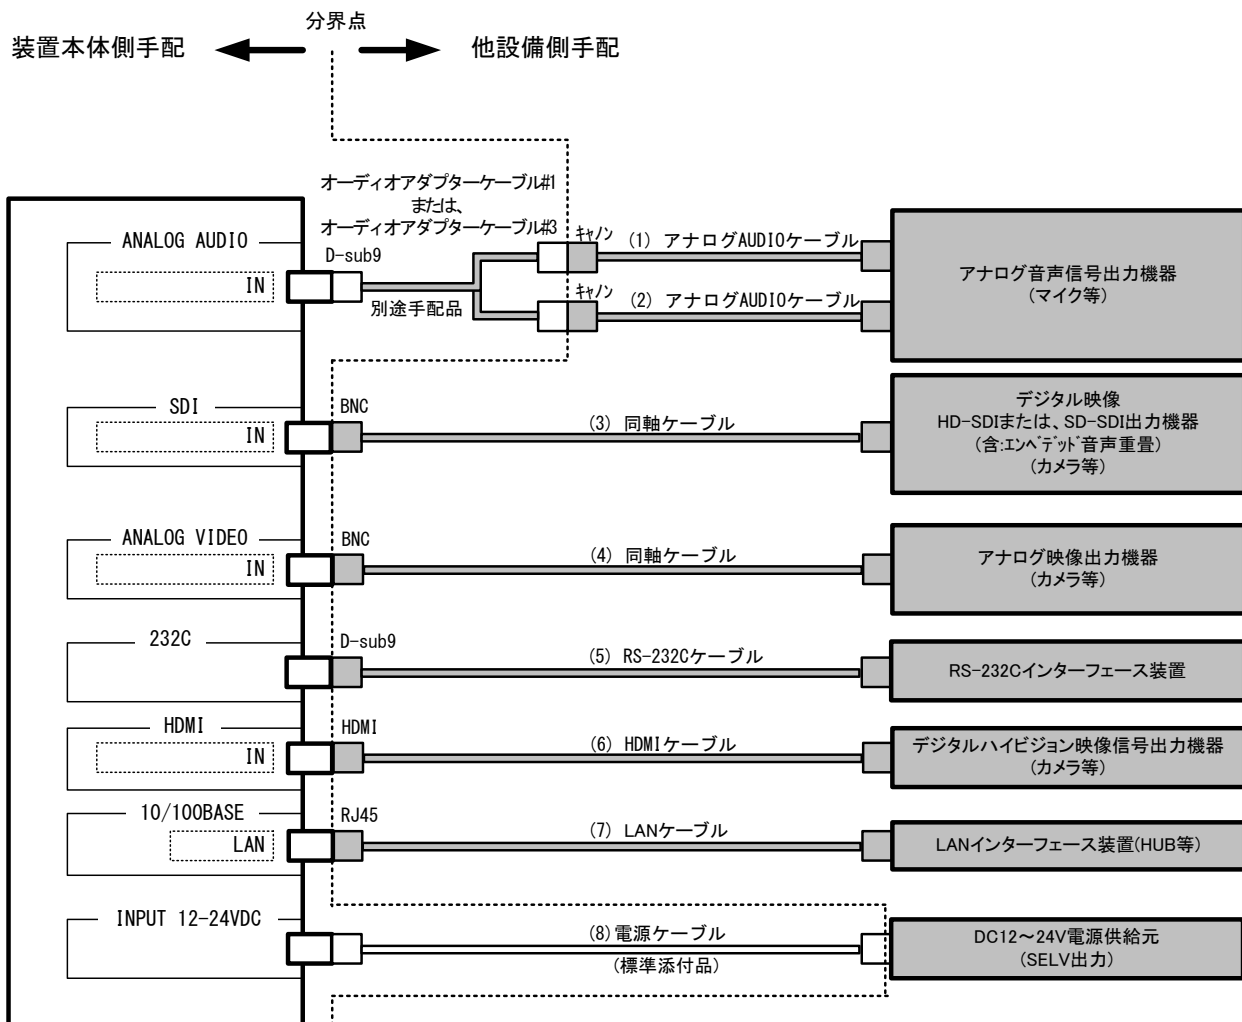 分界点
装置本体側手配
他設備側手配
オーディオアダプターケーブル#1
または、
オーディオアダプターケーブル#3
ANALOG AUDIO
IN
D-sub9
別途手配品
キャノン
(1) アナログAUDIOケーブル
キャノン
(2) アナログAUDIOケーブル
アナログ音声信号出力機器
(マイク等)
SDI
IN
BNC
(3) 同軸ケーブル
デジタル映像
HD-SDIまたは、SD-SDI出力機器
(含:エンベデッド音声重畳)
(カメラ等)
ANALOG VIDEO
IN
BNC
(4) 同軸ケーブル
アナログ映像出力機器
(カメラ等)
232C
D-sub9
(5) RS-232Cケーブル
RS-232Cインターフェース装置
HDMI
IN
HDMI
(6) HDMIケーブル
デジタルハイビジョン映像信号出力機器
(カメラ等)
10/100BASE
LAN
RJ45
(7) LANケーブル
LANインターフェース装置(HUB等)
INPUT 12-24VDC
(8)電源ケーブル
(標準添付品)
DC12～24V電源供給元
(SELV出力)